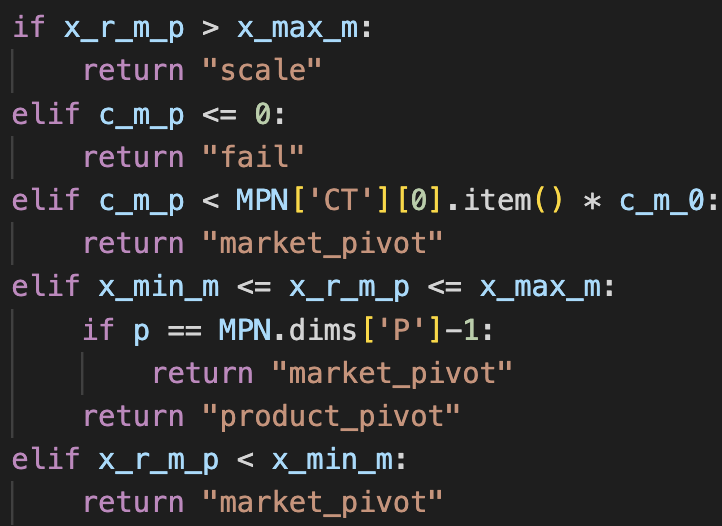 if x_r_m_p > x_max_m:
    return "scale"
elif c_m_p <= 0:
    return "fail"
elif c_m_p < MPN['CT'][0].item() * c_m_0:
    return "market_pivot"
elif x_min_m <= x_r_m_p <= x_max_m:
    if p == MPN.dims['P']-1:
        return "market_pivot"
    return "product_pivot"
elif x_r_m_p < x_min_m:
    return "market_pivot"